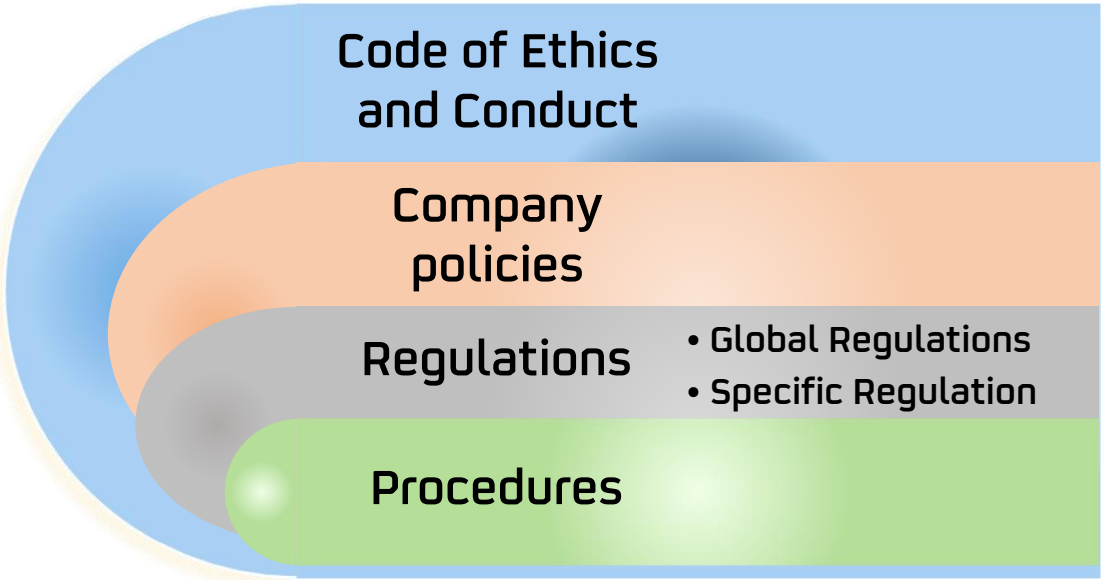 Code of Ethics
and Conduct
Company
policies
Regulations
• Global Regulations
• Specific Regulation
Procedures